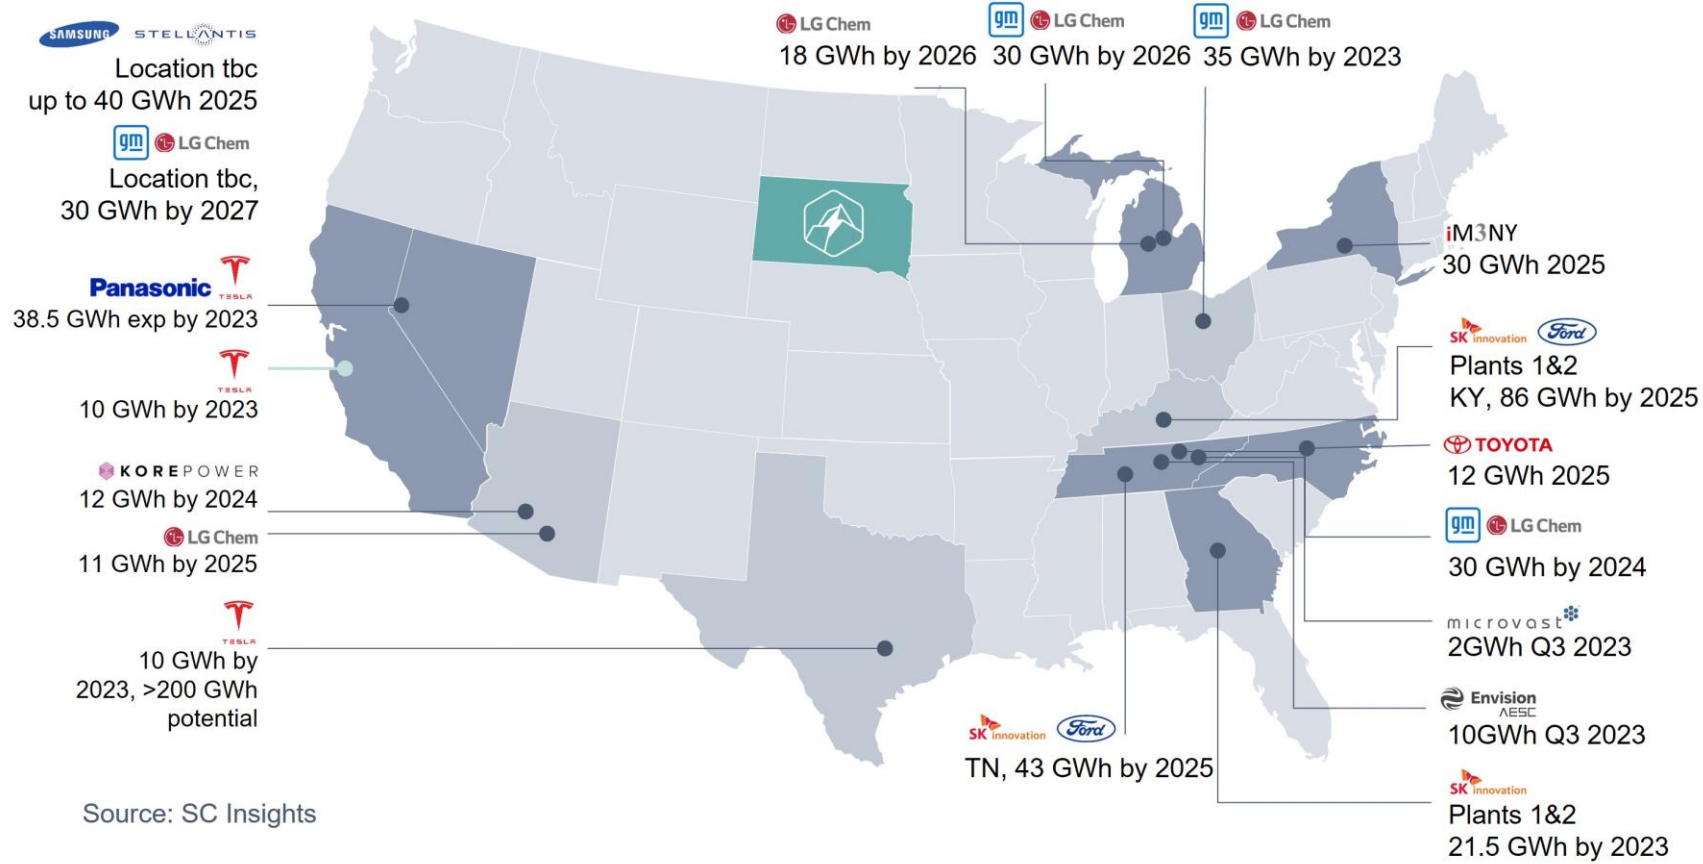 SAMSUNG STELLANTIS
Location tbc
up to 40 GWh 2025
gm LG Chem
Location tbc,
30 GWh by 2027
Panasonic TESLA
38.5 GWh exp by 2023
TESLA
10 GWh by 2023
KOREPOWER
12 GWh by 2024
LG Chem
11 GWh by 2025
TESLA
10 GWh by
2023, >200 GWh
potential
LG Chem
18 GWh by 2026
gm LG Chem
30 GWh by 2026
gm LG Chem
35 GWh by 2023
iM3NY
30 GWh 2025
SK innovation Ford
Plants 1&2
KY, 86 GWh by 2025
TOYOTA
12 GWh 2025
gm LG Chem
30 GWh by 2024
microvast
2GWh Q3 2023
Envision
AESC
10GWh Q3 2023
SK innovation
Plants 1&2
21.5 GWh by 2023
SK innovation Ford
TN, 43 GWh by 2025
Source: SC Insights